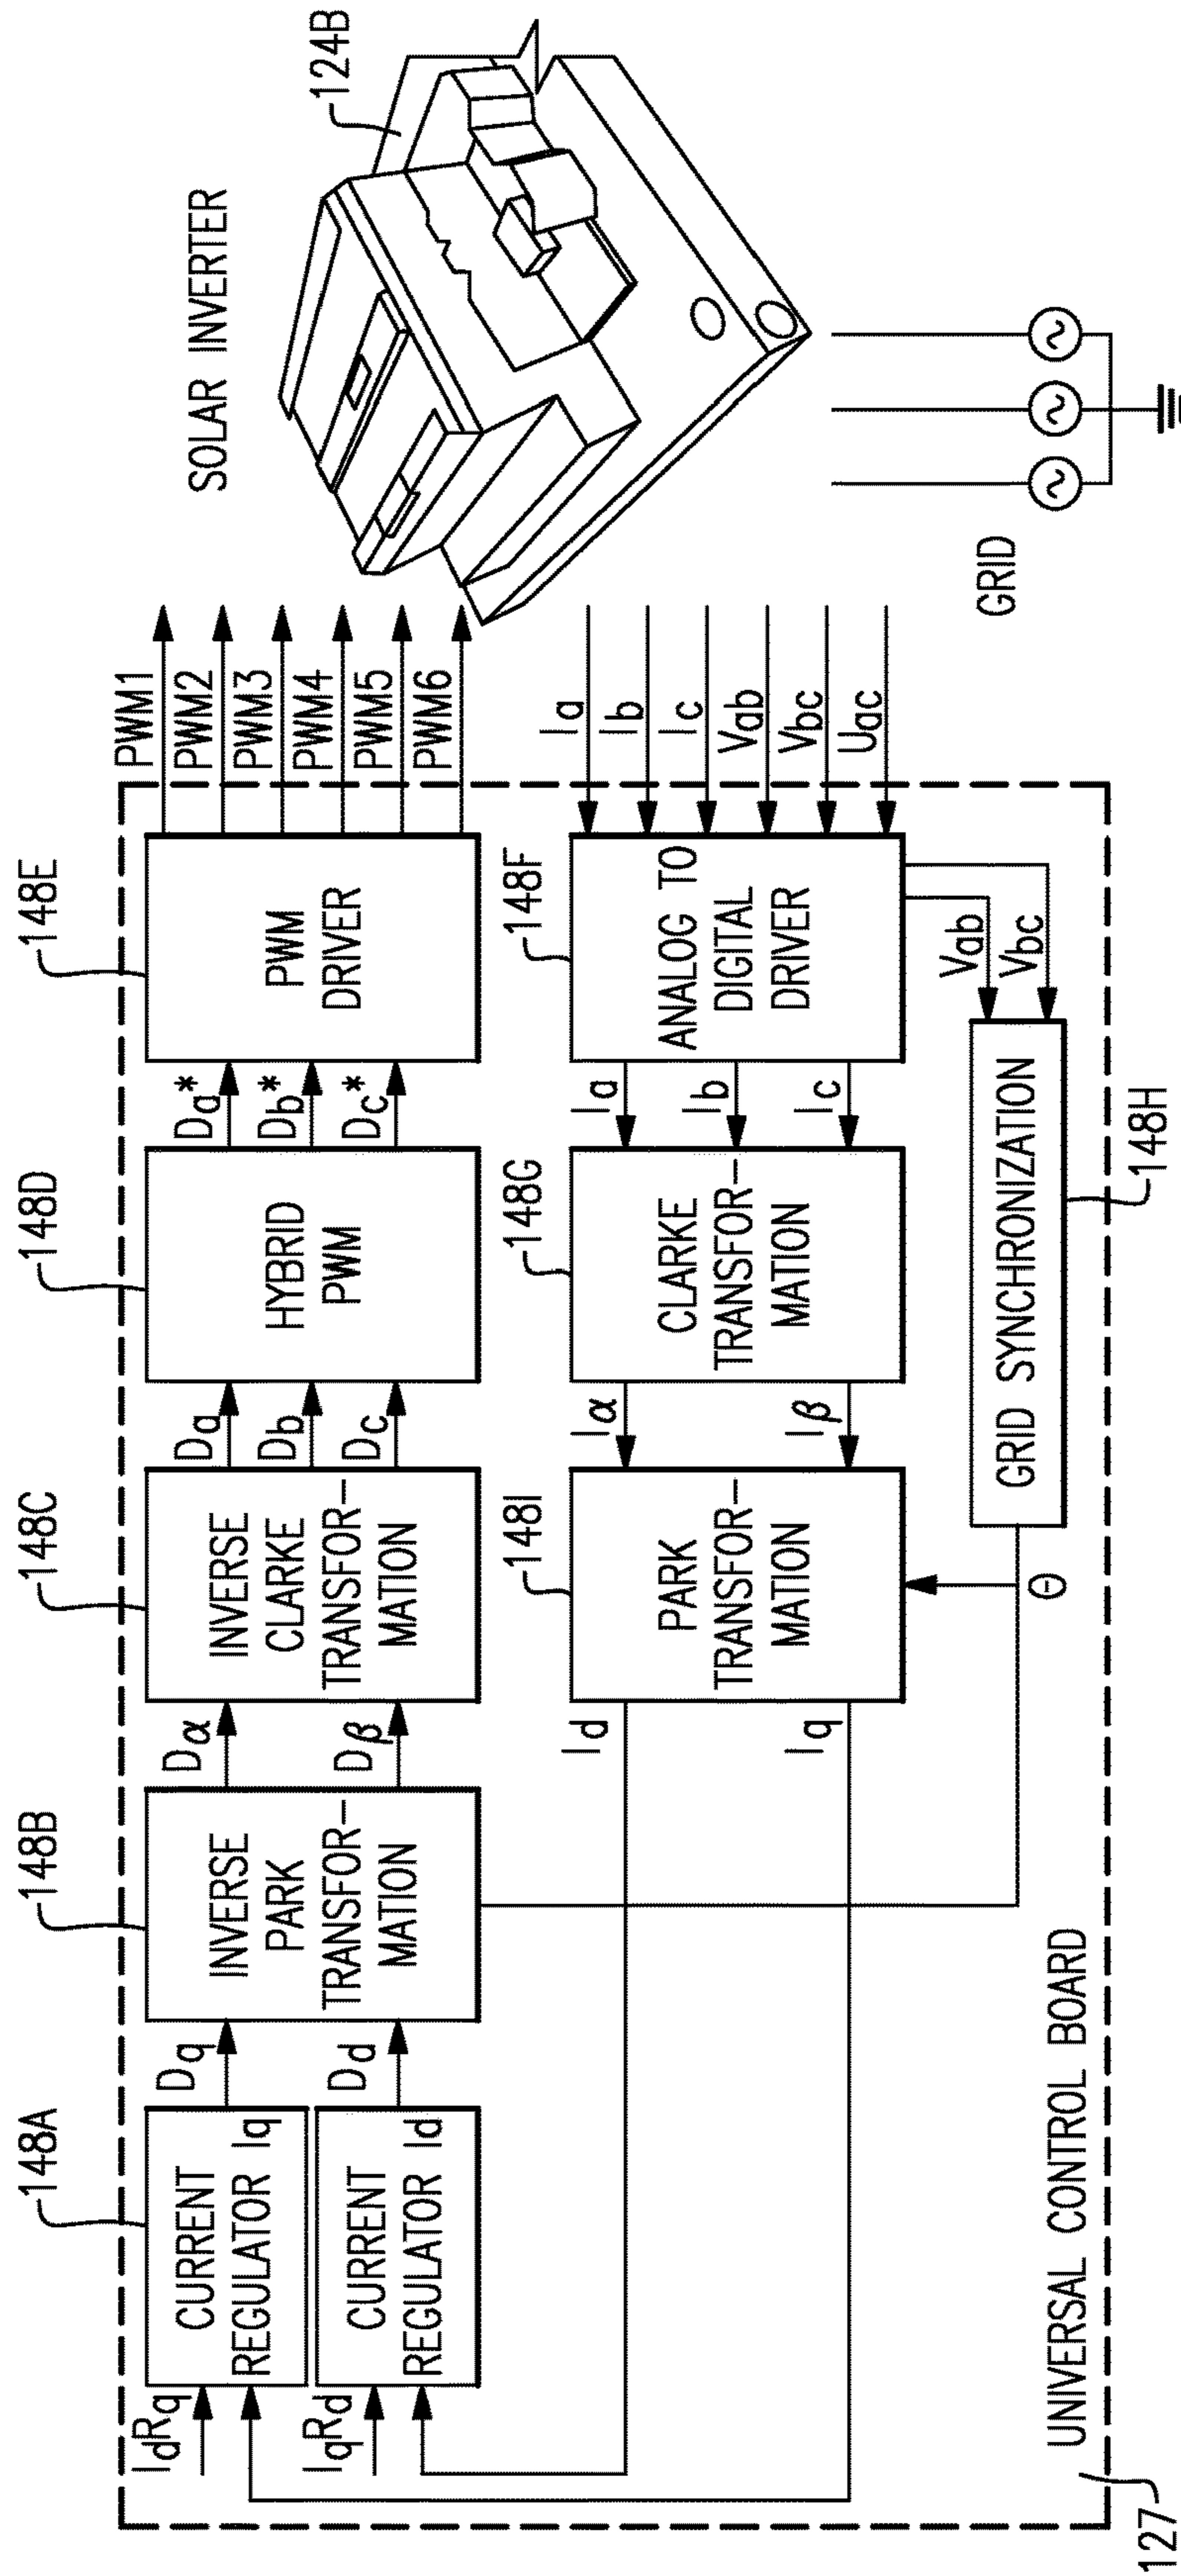 148A
148B
148C
148D
148E
CURRENT
REGULATOR Iq
CURRENT
REGULATOR Id
IdRq
IqRd
Dq
Dd
INVERSE
PARK
TRANSFOR-
MATION
Dα
Dβ
INVERSE
CLARKE
TRANSFOR-
MATION
Da
Db
Dc
HYBRID
PWM
Da*
Db*
Dc*
PWM
DRIVER
PWM1
PWM2
PWM3
PWM4
PWM5
PWM6
SOLAR INVERTER
124B
148I
148G
148F
Id
Iq
PARK
TRANSFOR-
MATION
Iα
Iβ
CLARKE
TRANSFOR-
MATION
Ia
Ib
Ic
ANALOG TO
DIGITAL
DRIVER
Ia
Ib
Ic
Vab
Vbc
Uac
Vab
Vbc
Θ
GRID SYNCHRONIZATION
148H
GRID
UNIVERSAL CONTROL BOARD
127